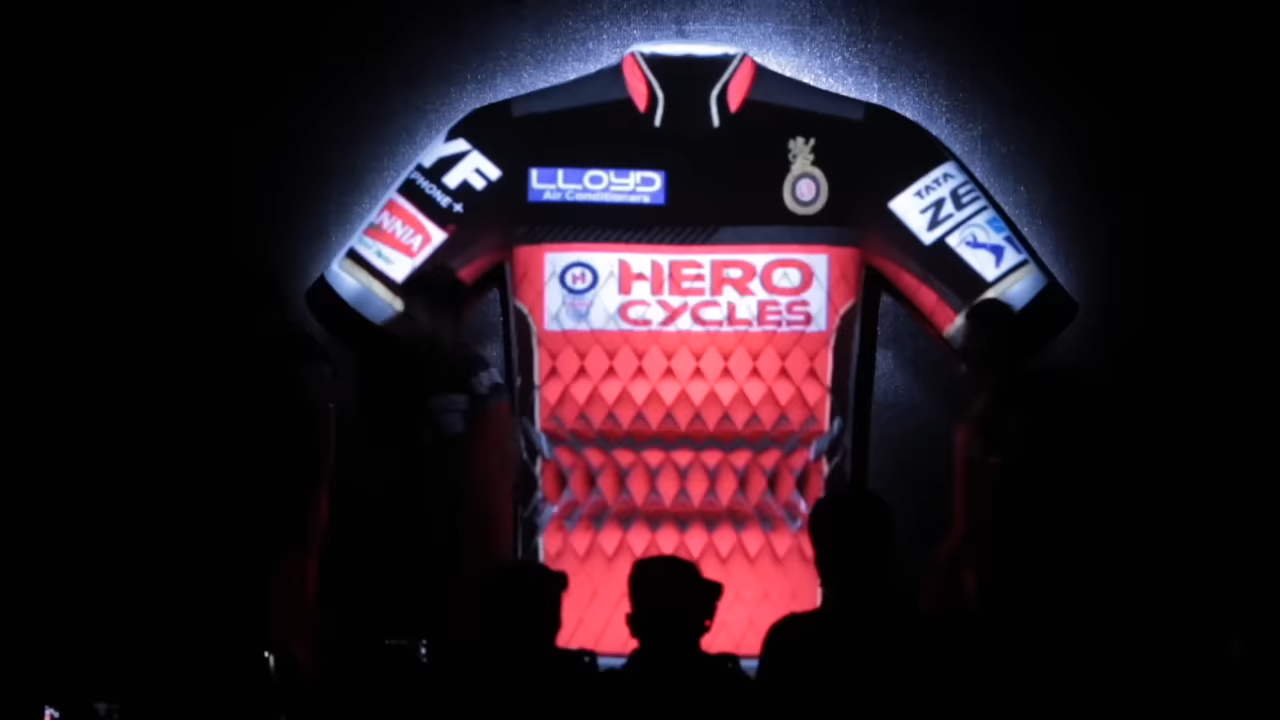 YF
PHONE+
NNIA
LLOYD
Air Conditioners
HERO
CYCLES
TATA
ZE